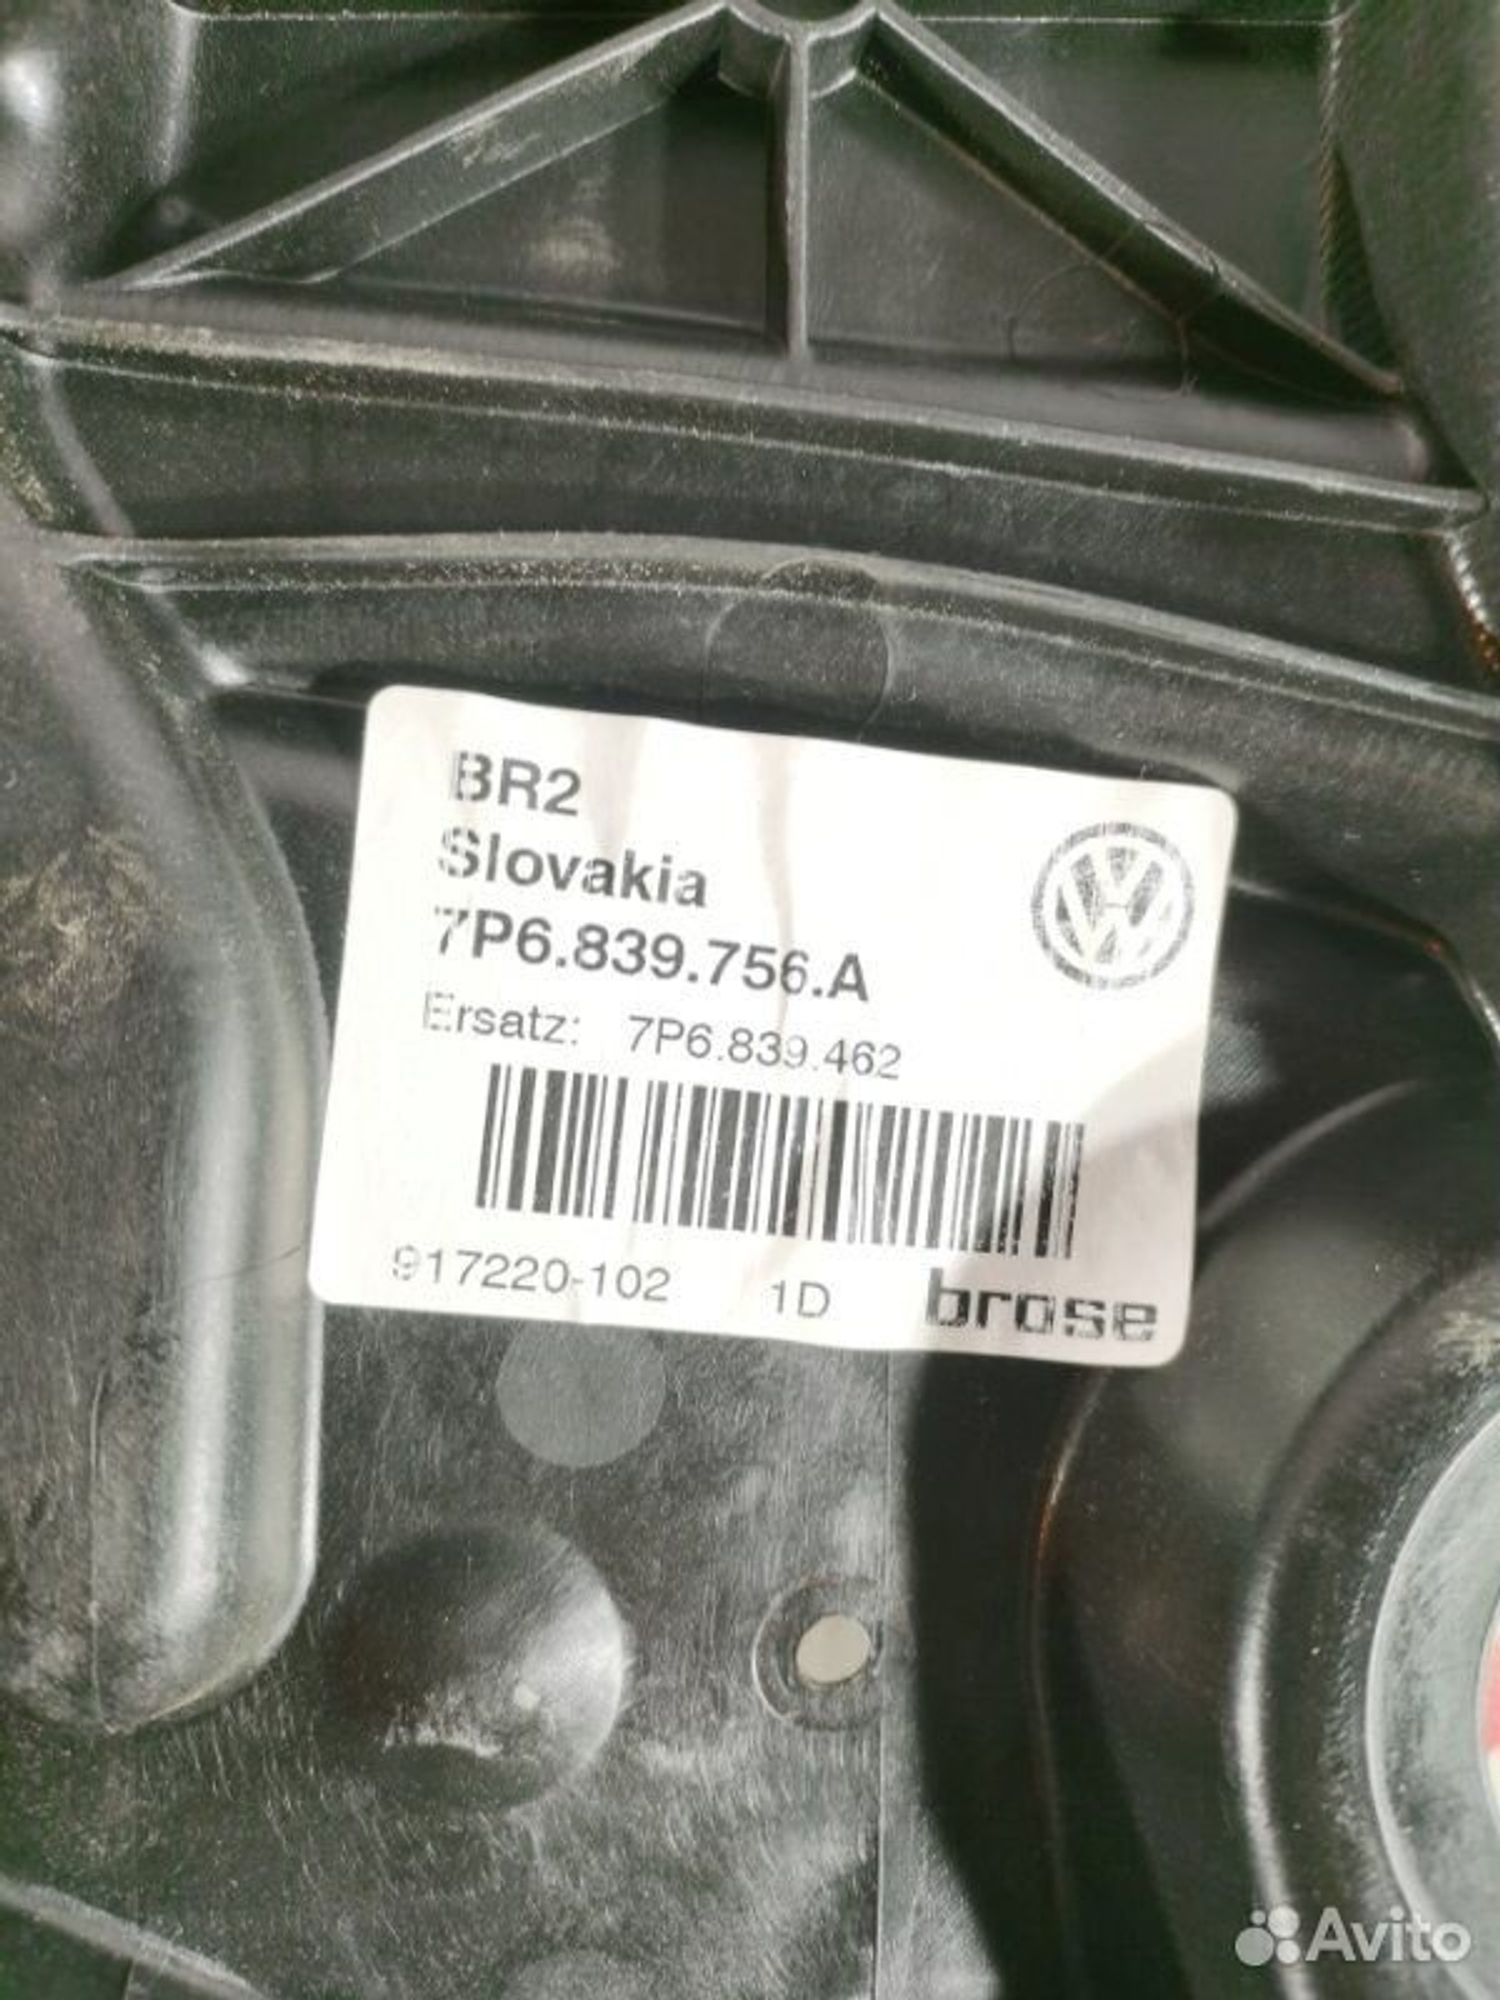 BR2
Slovakia
7P6.839.756.A
Ersatz: 7P6.839.462
917220-102 1D brose
Avito